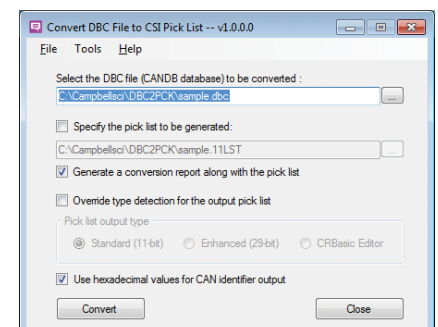 Convert DBC File to CSI Pick List -- v1.0.0.0
File Tools Help
Select the DBC file (CANDB database) to be converted :
C:\Campbellsci\DBC2PCK\sample.dbc
...
Specify the pick list to be generated:
C:\Campbellsci\DBC2PCK\sample.11LST
...
Generate a conversion report along with the pick list
Override type detection for the output pick list
Pick list output type
Standard (11-bit) Enhanced (29-bit) CRBasic Editor
Use hexadecimal values for CAN identifier output
Convert Close